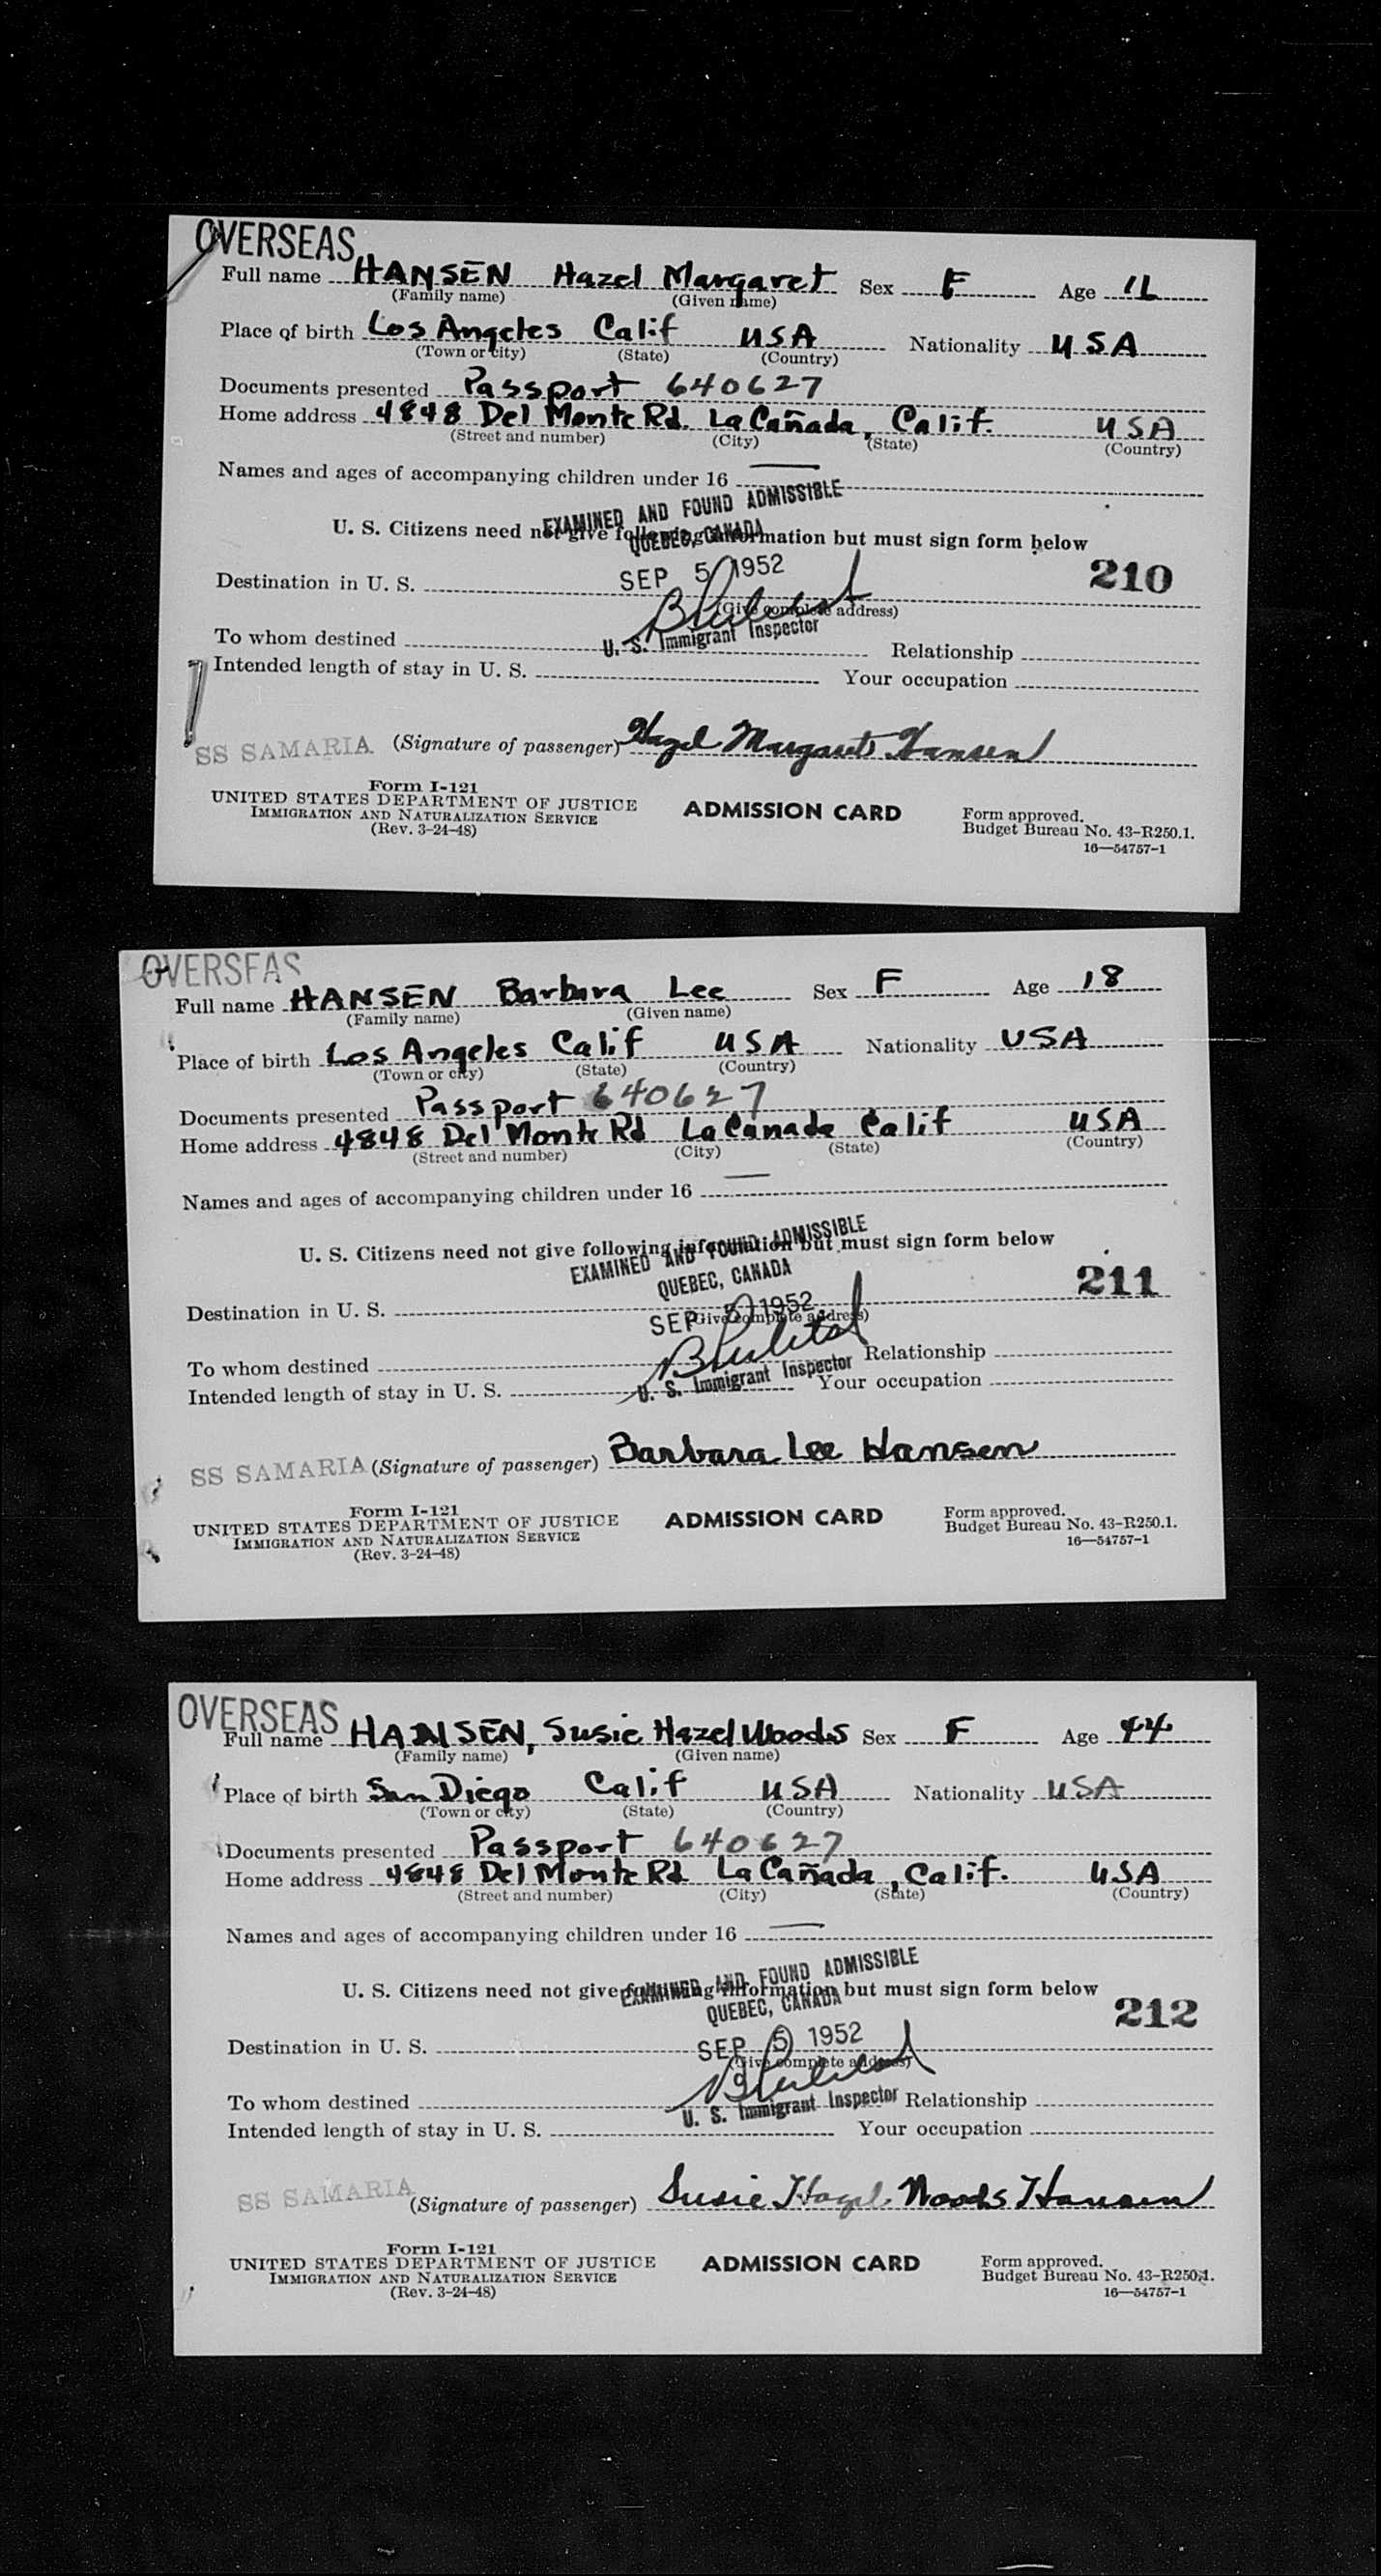 OVERSEAS
Full name HANSEN Hazel Margaret Sex F Age
(Family name) (Given name)
Place of birth Los Angeles Calif USA Nationality USA
(Town or city) (State) (Country)
Documents presented Passport 640627
Home address 4848 Del Monte Rd. La Cañada, Calif. USA
(Street and number) (City) (State) (Country)
Names and ages of accompanying children under 16 —
EXAMINED AND FOUND ADMISSIBLE
U. S. Citizens need not give following information but must sign form below
QUEBEC, CANADA
SEP 5 1952
210
Destination in U. S.
(Give complete address)
To whom destined Relationship
U. S. Immigrant Inspector
Intended length of stay in U. S. Your occupation
SS SAMARIA (Signature of passenger) Hazel Margaret Hansen
Form I-121
UNITED STATES DEPARTMENT OF JUSTICE
IMMIGRATION AND NATURALIZATION SERVICE
(Rev. 3-24-48)
ADMISSION CARD
Form approved.
Budget Bureau No. 43-R250.1.
16—54757-1
OVERSEAS
Full name HANSEN Barbara Lee Sex F Age 18
(Family name) (Given name)
Place of birth Los Angeles Calif USA Nationality USA
(Town or city) (State) (Country)
Documents presented Passport 640627
Home address 4848 Del Monte Rd La Canada Calif USA
(Street and number) (City) (State) (Country)
Names and ages of accompanying children under 16 —
U. S. Citizens need not give following information but must sign form below
EXAMINED AND FOUND ADMISSIBLE
QUEBEC, CANADA
211
Destination in U. S.
SEP 5 1952
(Give complete address)
To whom destined Relationship
U. S. Immigrant Inspector
Intended length of stay in U. S. Your occupation
SS SAMARIA (Signature of passenger) Barbara Lee Hansen
Form I-121
UNITED STATES DEPARTMENT OF JUSTICE
IMMIGRATION AND NATURALIZATION SERVICE
(Rev. 3-24-48)
ADMISSION CARD
Form approved.
Budget Bureau No. 43-R250.1.
16—54757-1
OVERSEAS
Full name HANSEN, Susie Hazel Woods Sex F Age 44
(Family name) (Given name)
Place of birth San Diego Calif USA Nationality USA
(Town or city) (State) (Country)
Documents presented Passport 640627
Home address 4848 Del Monte Rd La Cañada, Calif. USA
(Street and number) (City) (State) (Country)
Names and ages of accompanying children under 16 —
EXAMINED AND FOUND ADMISSIBLE
U. S. Citizens need not give following information but must sign form below
QUEBEC, CANADA
212
SEP 5 1952
Destination in U. S.
(Give complete address)
To whom destined Relationship
U. S. Immigrant Inspector
Intended length of stay in U. S. Your occupation
SS SAMARIA (Signature of passenger) Susie Hazel Woods Hansen
Form I-121
UNITED STATES DEPARTMENT OF JUSTICE
IMMIGRATION AND NATURALIZATION SERVICE
(Rev. 3-24-48)
ADMISSION CARD
Form approved.
Budget Bureau No. 43-R250.1.
16—54757-1